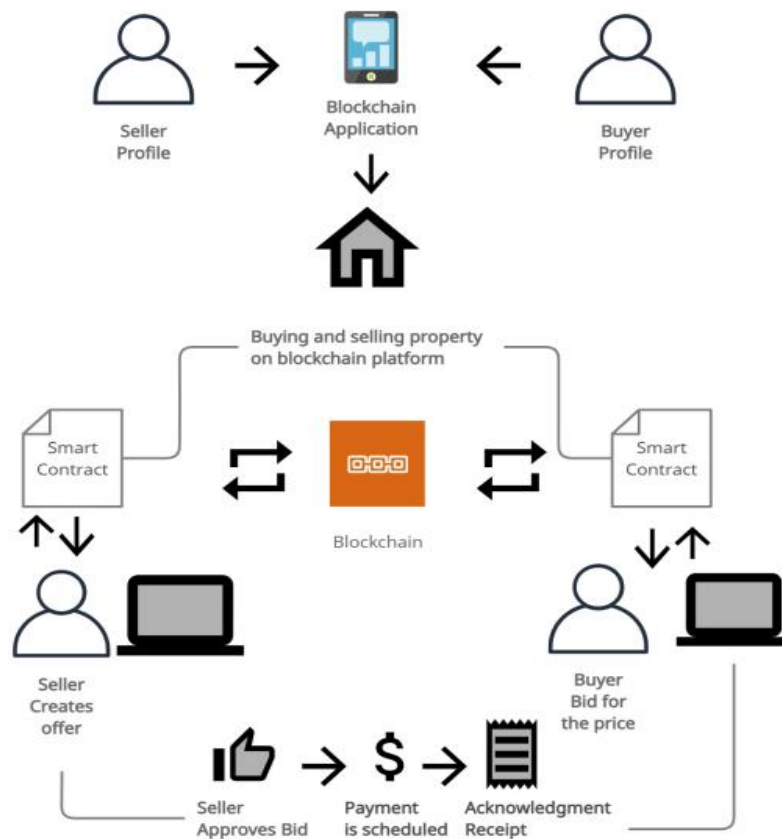 Seller
Profile
Blockchain
Application
Buyer
Profile
Buying and selling property
on blockchain platform
Smart
Contract
Smart
Contract
Blockchain
Seller
Creates
offer
Buyer
Bid for
the price
Seller
Approves Bid
Payment
is scheduled
Acknowledgment
Receipt